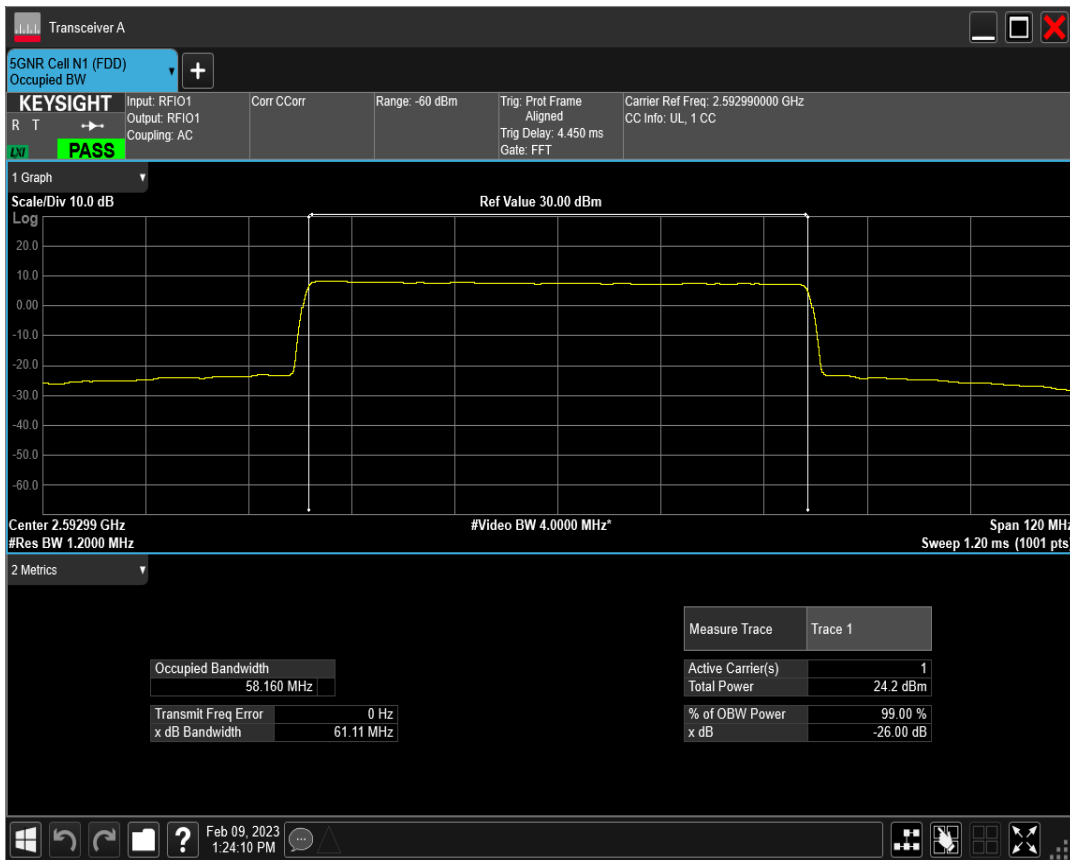 Transceiver A
5GNR Cell N1 (FDD)
Occupied BW
KEYSIGHT
R T
LXI
PASS
Input: RFIO1
Output: RFIO1
Coupling: AC
Corr CCorr
Range: -60 dBm
Trig: Prot Frame
Aligned
Trig Delay: 4.450 ms
Gate: FFT
Carrier Ref Freq: 2.592990000 GHz
CC Info: UL, 1 CC
1 Graph
Scale/Div 10.0 dB
Ref Value 30.00 dBm
Log
20.0
10.0
0.00
-10.0
-20.0
-30.0
-40.0
-50.0
-60.0
Center 2.59299 GHz
#Video BW 4.0000 MHz*
Span 120 MHz
#Res BW 1.2000 MHz
Sweep 1.20 ms (1001 pts)
2 Metrics
Measure Trace Trace 1
Occupied Bandwidth
58.160 MHz
Active Carrier(s) 1
Total Power 24.2 dBm
Transmit Freq Error 0 Hz
x dB Bandwidth 61.11 MHz
% of OBW Power 99.00 %
x dB -26.00 dB
?
Feb 09, 2023
1:24:10 PM